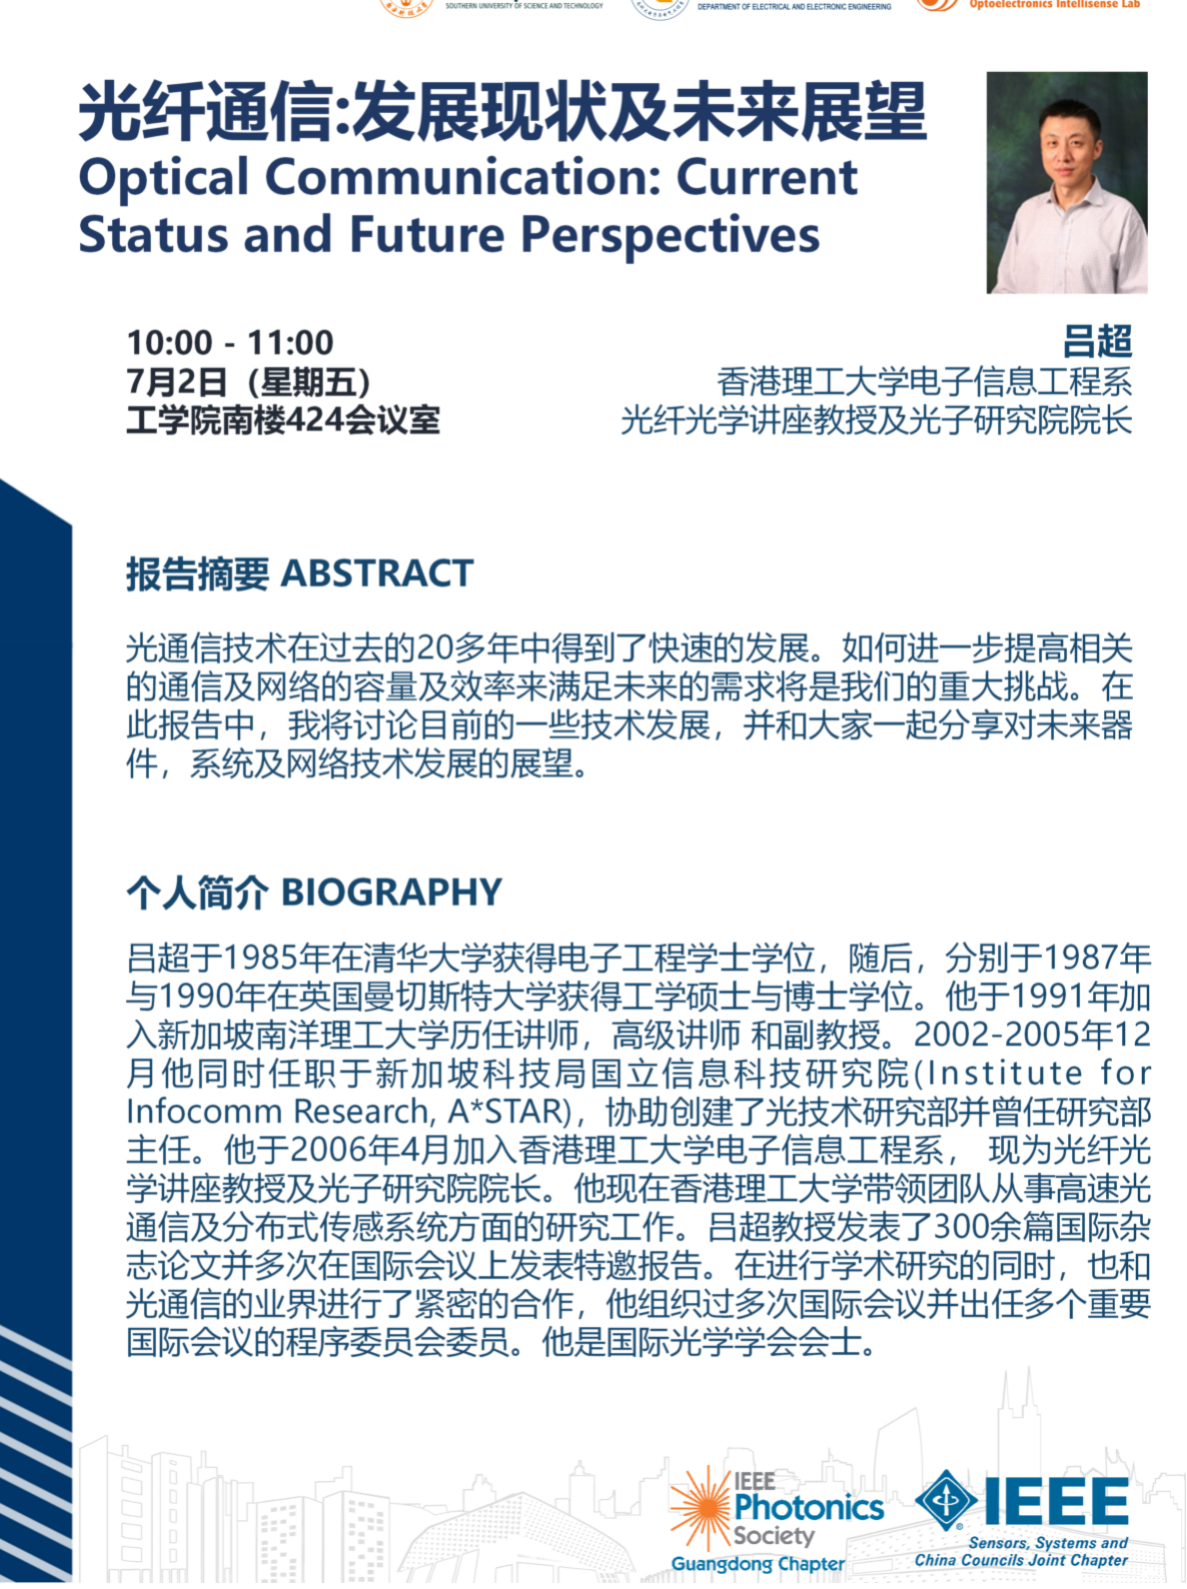 SOUTHERN UNIVERSITY OF SCIENCE AND TECHNOLOGY
DEPARTMENT OF ELECTRICAL AND ELECTRONIC ENGINEERING
Optoelectronics Intellisense Lab
光纤通信:发展现状及未来展望
Optical Communication: Current
Status and Future Perspectives
10:00 - 11:00
7月2日（星期五）
工学院南楼424会议室
吕超
香港理工大学电子信息工程系
光纤光学讲座教授及光子研究院院长
报告摘要 ABSTRACT
光通信技术在过去的20多年中得到了快速的发展。如何进一步提高相关
的通信及网络的容量及效率来满足未来的需求将是我们的重大挑战。在
此报告中，我将讨论目前的一些技术发展，并和大家一起分享对未来器
件，系统及网络技术发展的展望。
个人简介 BIOGRAPHY
吕超于1985年在清华大学获得电子工程学士学位，随后，分别于1987年
与1990年在英国曼切斯特大学获得工学硕士与博士学位。他于1991年加
入新加坡南洋理工大学历任讲师，高级讲师 和副教授。2002-2005年12
月他同时任职于新加坡科技局国立信息科技研究院(Institute for
Infocomm Research, A*STAR)，协助创建了光技术研究部并曾任研究部
主任。他于2006年4月加入香港理工大学电子信息工程系， 现为光纤光
学讲座教授及光子研究院院长。他现在香港理工大学带领团队从事高速光
通信及分布式传感系统方面的研究工作。吕超教授发表了300余篇国际杂
志论文并多次在国际会议上发表特邀报告。在进行学术研究的同时，也和
光通信的业界进行了紧密的合作，他组织过多次国际会议并出任多个重要
国际会议的程序委员会委员。他是国际光学学会会士。
IEEE
Photonics
Society
Guangdong Chapter
IEEE
Sensors, Systems and
China Councils Joint Chapter